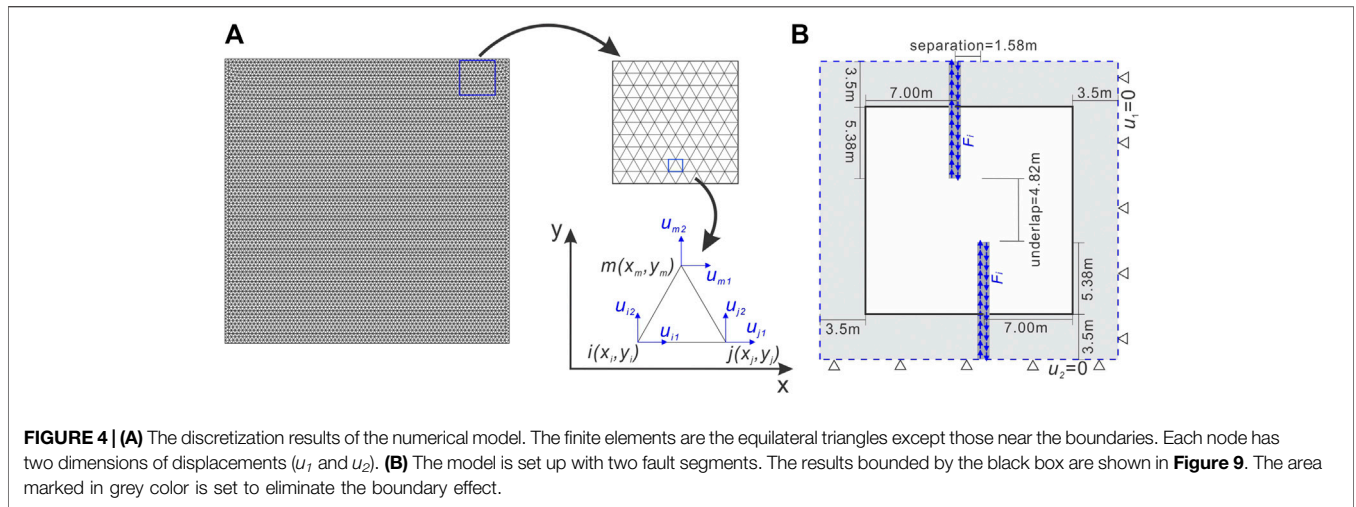 A
B
separation=1.58m
3.5m
7.00m
3.5m
u₁=0
5.38m
Fᵢ
underlap=4.82m
y
uₘ₂
m(xₘ,yₘ)
uₘ₁
uᵢ₂
uⱼ₂
uᵢ₁
uⱼ₁
i(xᵢ,yᵢ)
j(xⱼ,yⱼ)
x
Fᵢ
5.38m
3.5m
7.00m
3.5m
u₂=0
FIGURE 4 | (A) The discretization results of the numerical model. The finite elements are the equilateral triangles except those near the boundaries. Each node has
two dimensions of displacements (u₁ and u₂). (B) The model is set up with two fault segments. The results bounded by the black box are shown in Figure 9. The area
marked in grey color is set to eliminate the boundary effect.